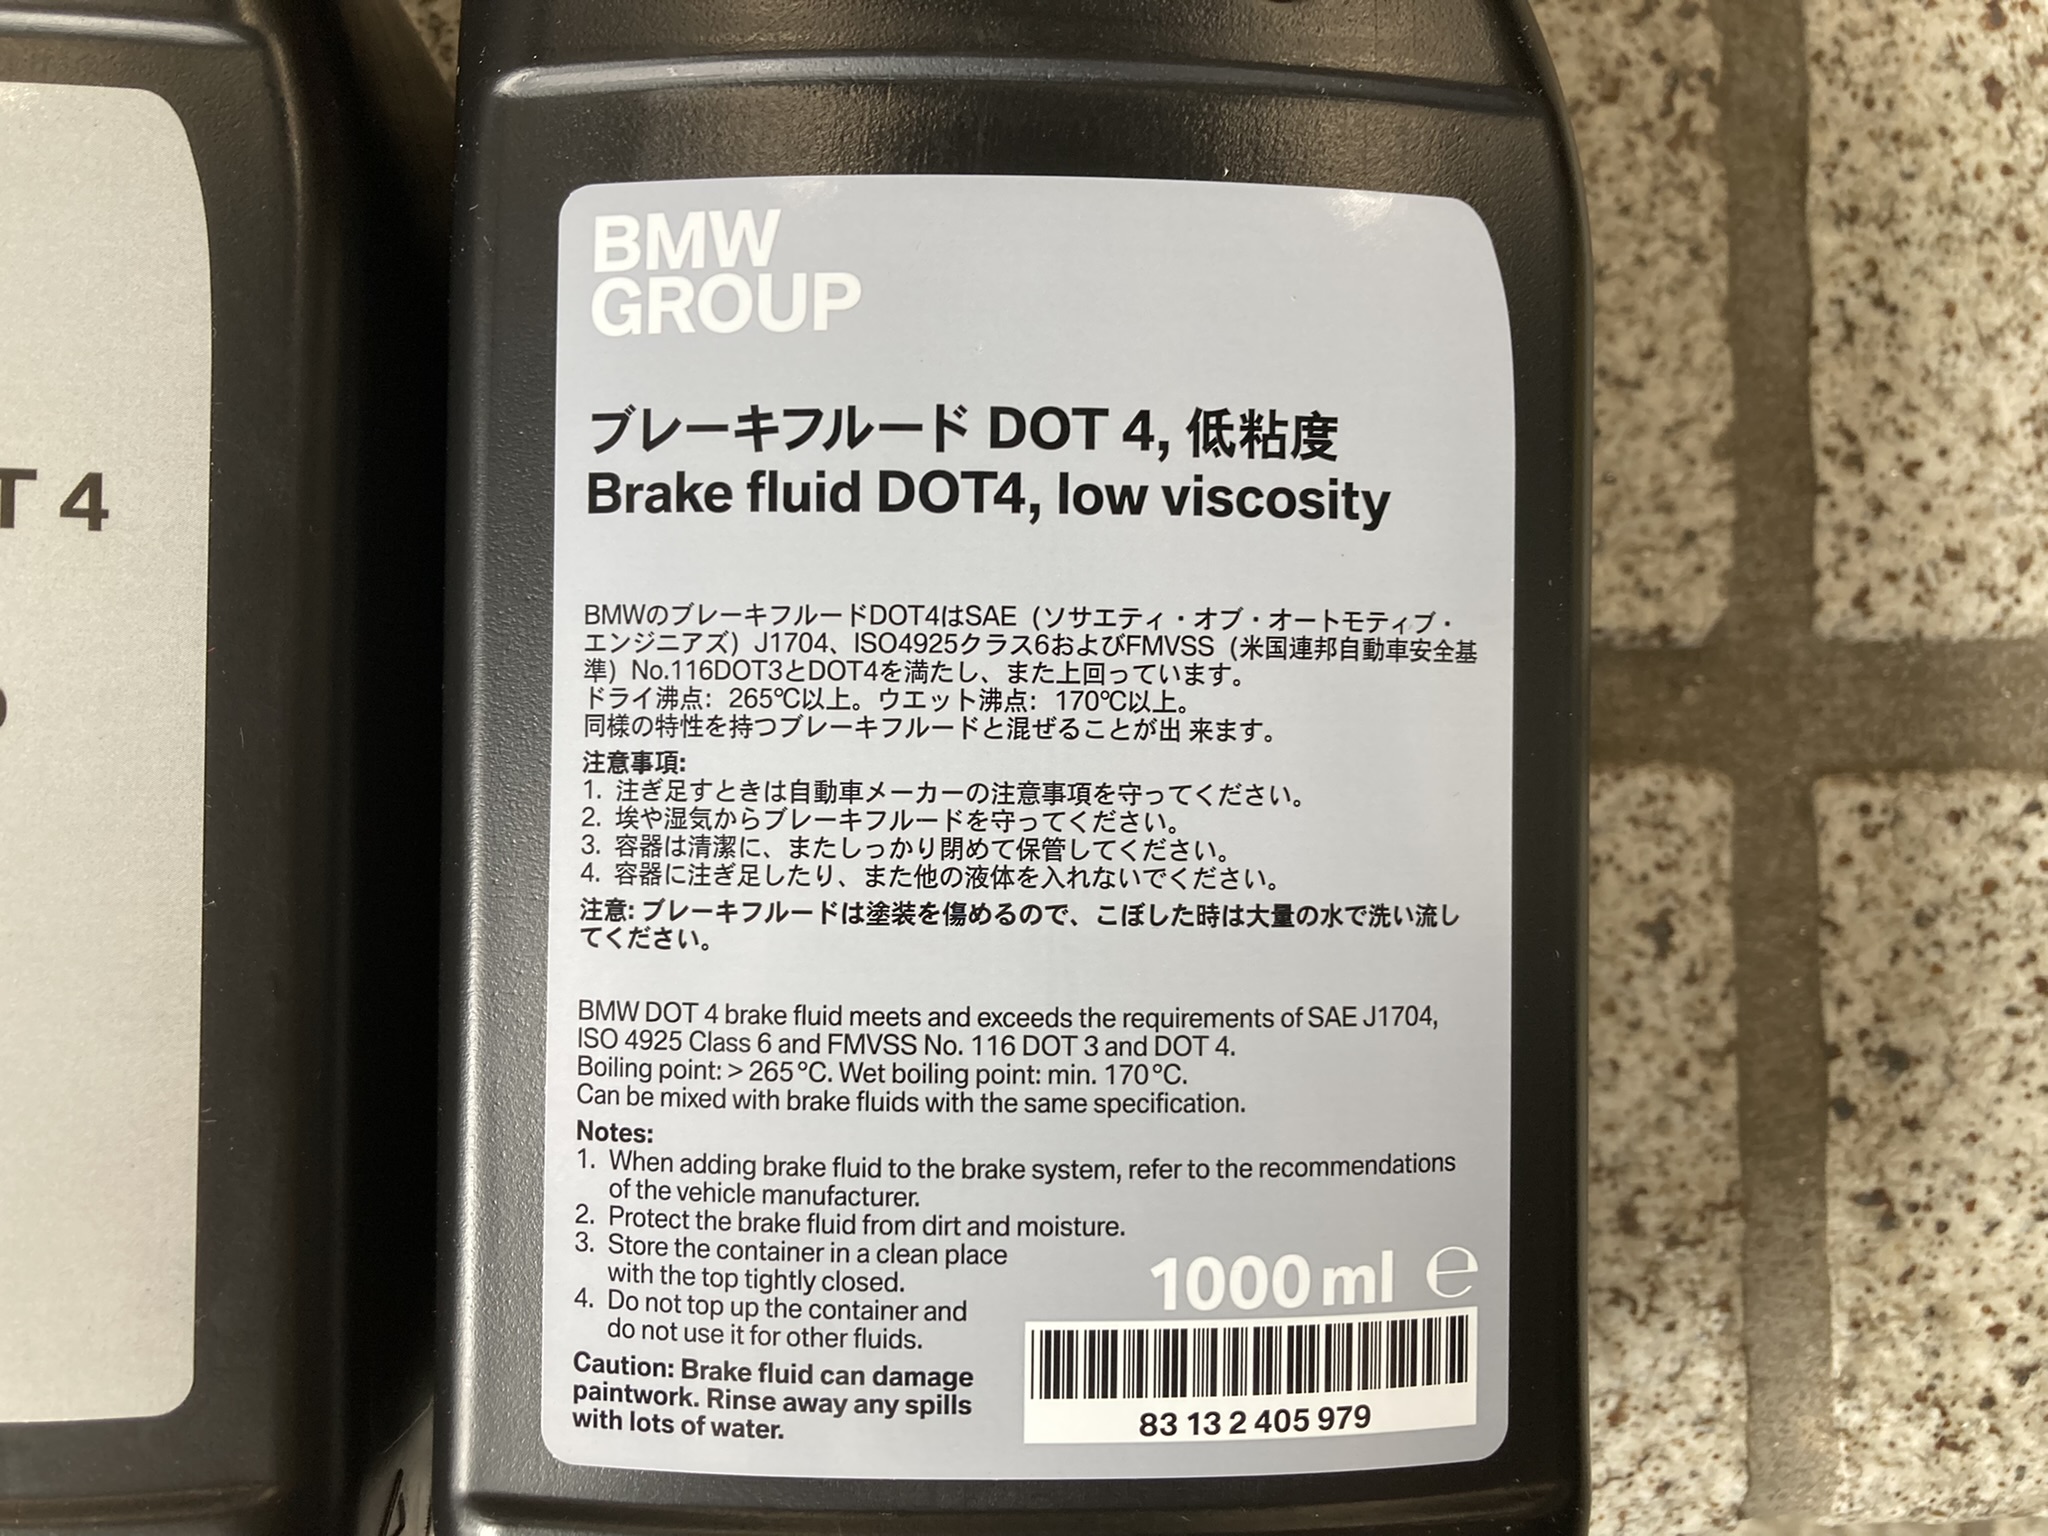 T 4
BMW
GROUP
ブレーキフルード DOT 4, 低粘度
Brake fluid DOT4, low viscosity
BMWのブレーキフルードDOT4はSAE（ソサエティ・オブ・オートモティブ・
エンジニアズ）J1704、ISO4925クラス6およびFMVSS（米国連邦自動車安全基
準）No.116DOT3とDOT4を満たし、また上回っています。
ドライ沸点：265℃以上。ウエット沸点：170℃以上。
同様の特性を持つブレーキフルードと混ぜることが出 来ます。
注意事項:
1. 注ぎ足すときは自動車メーカーの注意事項を守ってください。
2. 埃や湿気からブレーキフルードを守ってください。
3. 容器は清潔に、またしっかり閉めて保管してください。
4. 容器に注ぎ足したり、また他の液体を入れないでください。
注意: ブレーキフルードは塗装を傷めるので、こぼした時は大量の水で洗い流し
てください。
BMW DOT 4 brake fluid meets and exceeds the requirements of SAE J1704,
ISO 4925 Class 6 and FMVSS No. 116 DOT 3 and DOT 4.
Boiling point: > 265°C. Wet boiling point: min. 170°C.
Can be mixed with brake fluids with the same specification.
Notes:
1. When adding brake fluid to the brake system, refer to the recommendations
of the vehicle manufacturer.
2. Protect the brake fluid from dirt and moisture.
3. Store the container in a clean place
with the top tightly closed.
4. Do not top up the container and
do not use it for other fluids.
Caution: Brake fluid can damage
paintwork. Rinse away any spills
with lots of water.
1000 ml ℮
83 13 2 405 979